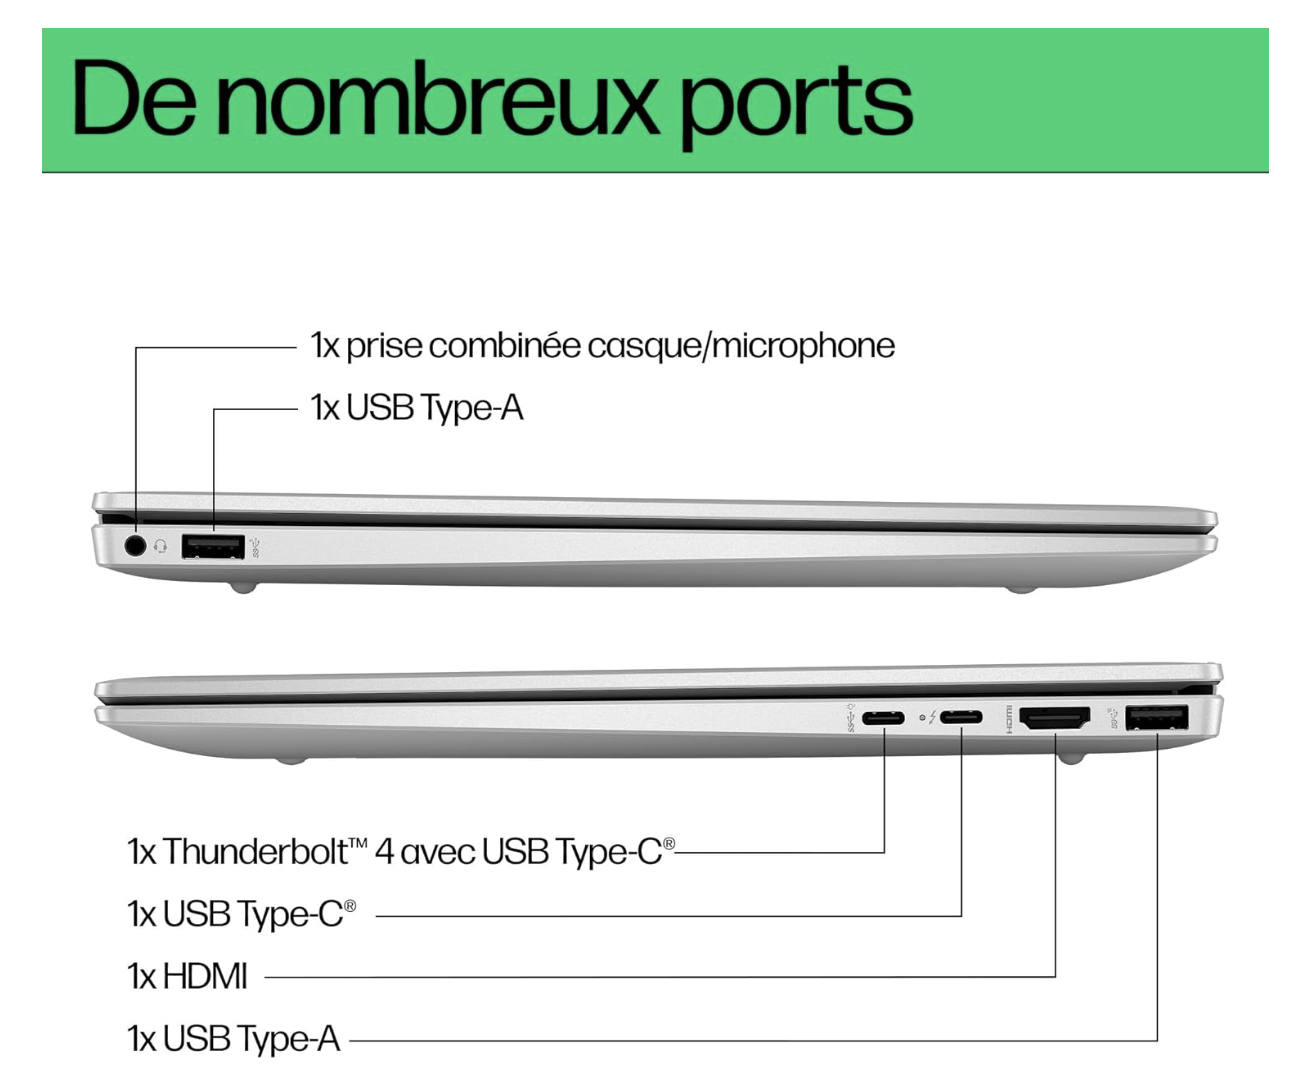 De nombreux ports
1x prise combinée casque/microphone
1x USB Type-A
1x Thunderbolt™ 4 avec USB Type-C®
1x USB Type-C®
1x HDMI
1x USB Type-A